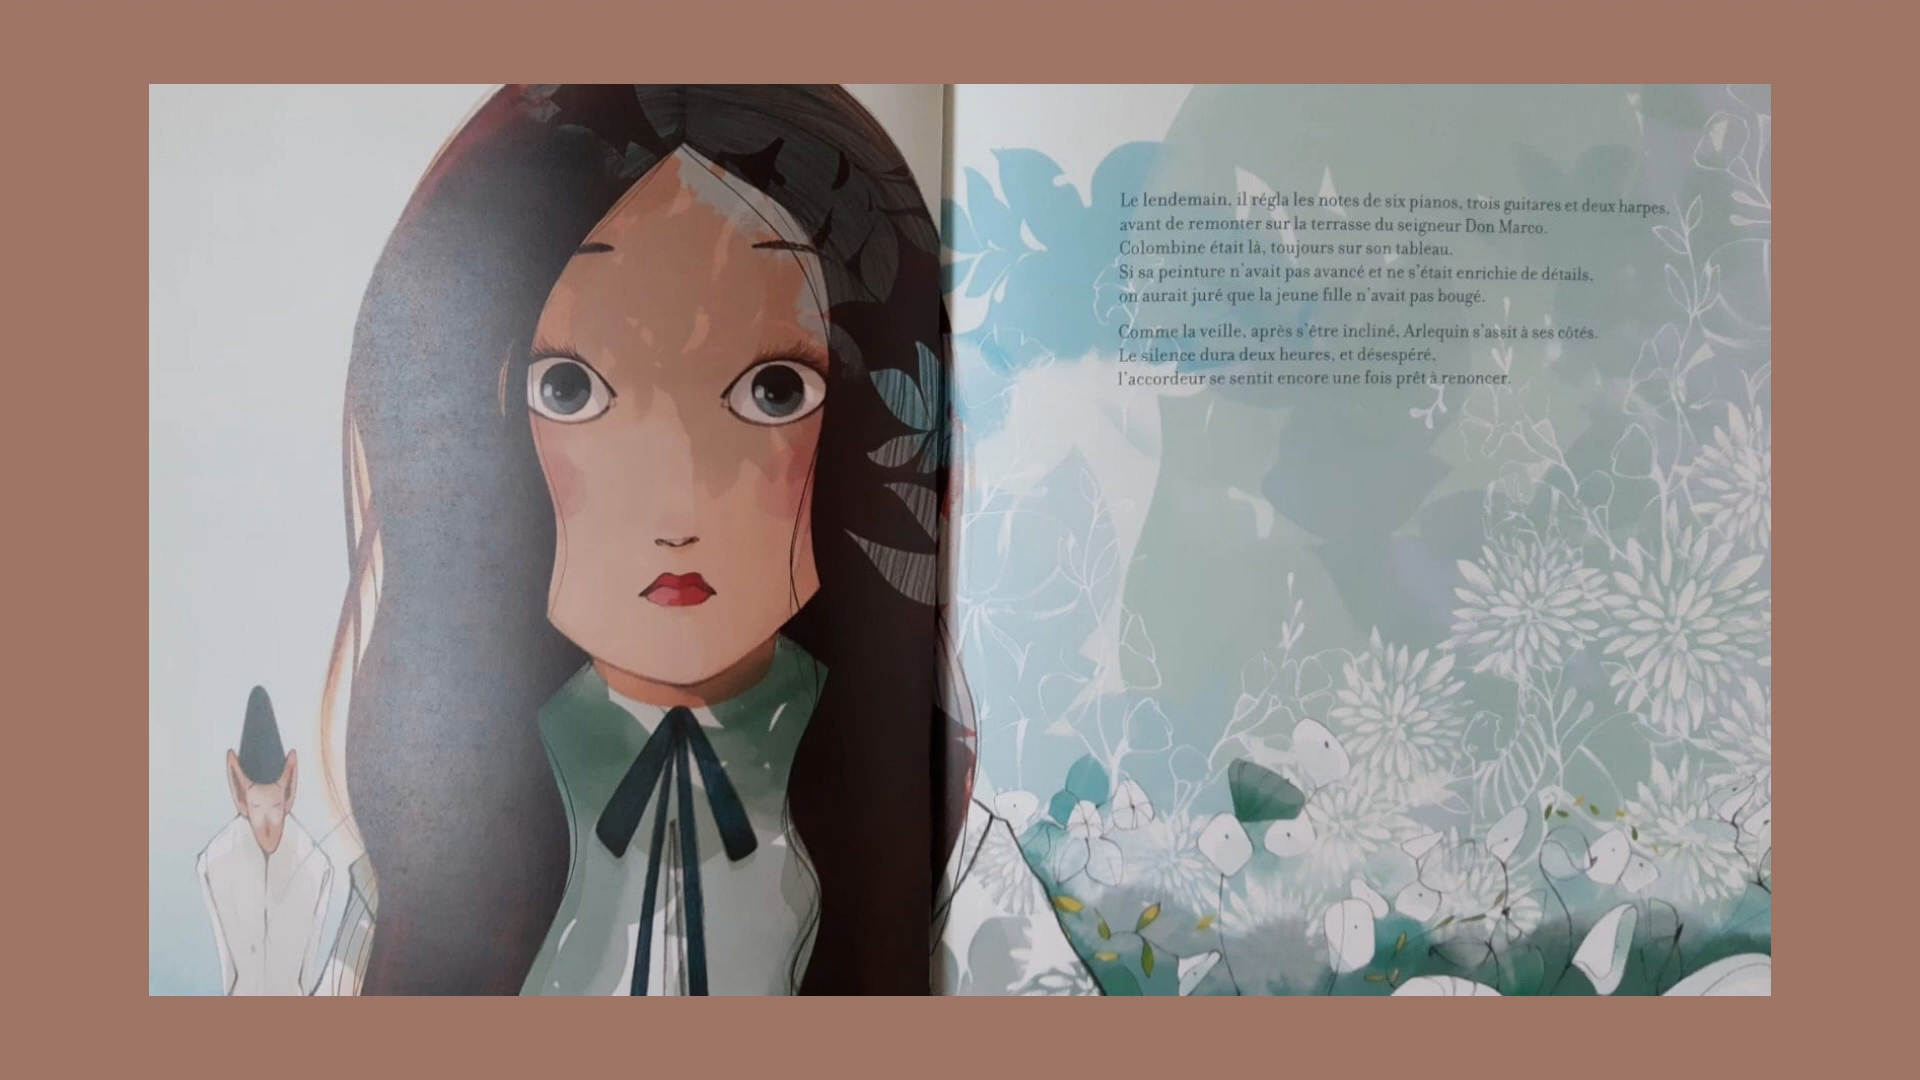 Le lendemain, il régla les notes de six pianos, trois guitares et deux harpes,
avant de remonter sur la terrasse du seigneur Don Marco.
Colombine était là, toujours sur son tableau.
Si sa peinture n'avait pas avancé et ne s'était enrichie de détails,
on aurait juré que la jeune fille n'avait pas bougé.
Comme la veille, après s'être incliné, Arlequin s'assit à ses côtés.
Le silence dura deux heures, et désespéré,
l'accordeur se sentit encore une fois prêt à renoncer.